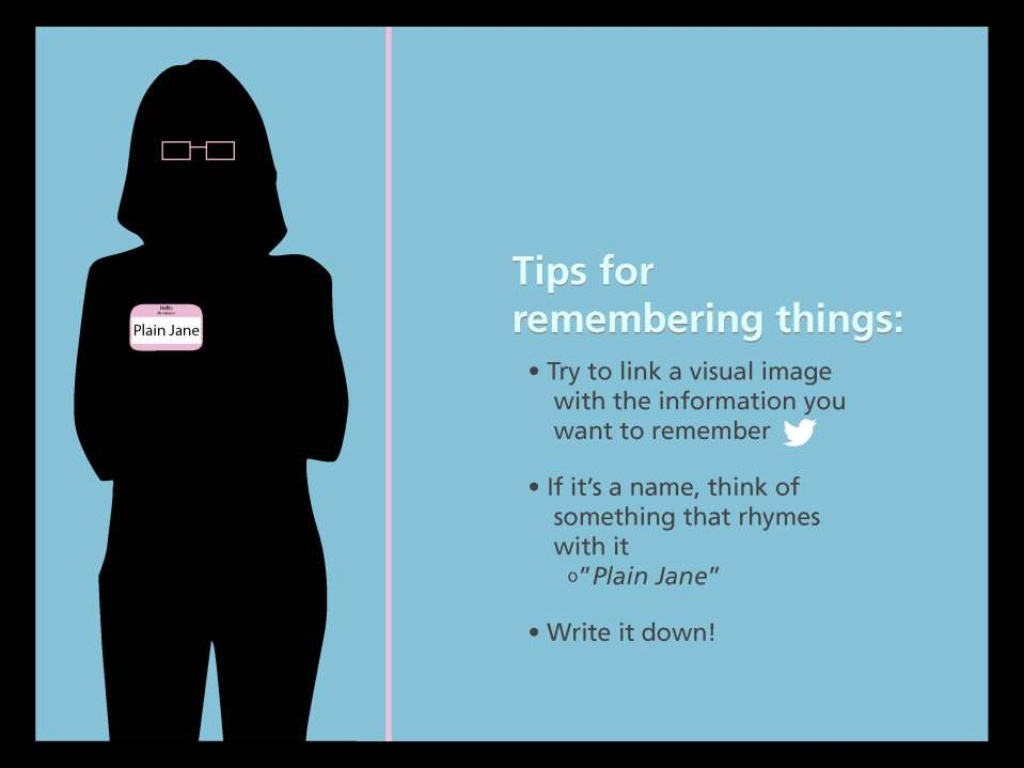 Hello
Plain Jane
Tips for
remembering things:
• Try to link a visual image
with the information you
want to remember
• If it's a name, think of
something that rhymes
with it
o"Plain Jane"
• Write it down!